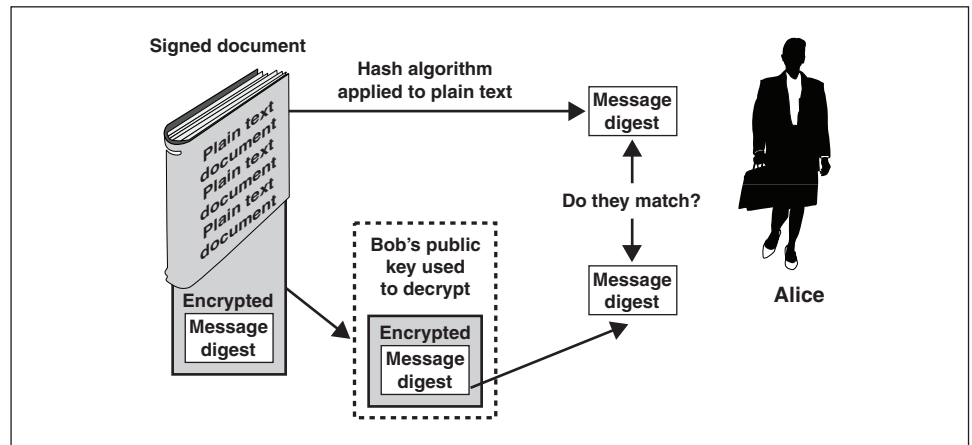 Signed document
Hash algorithm
applied to plain text
Message
digest
Plain text
document
Plain text
document
Plain text
document
Do they match?
Bob’s public
key used
to decrypt
Message
digest
Alice
Encrypted
Message
digest
Encrypted
Message
digest